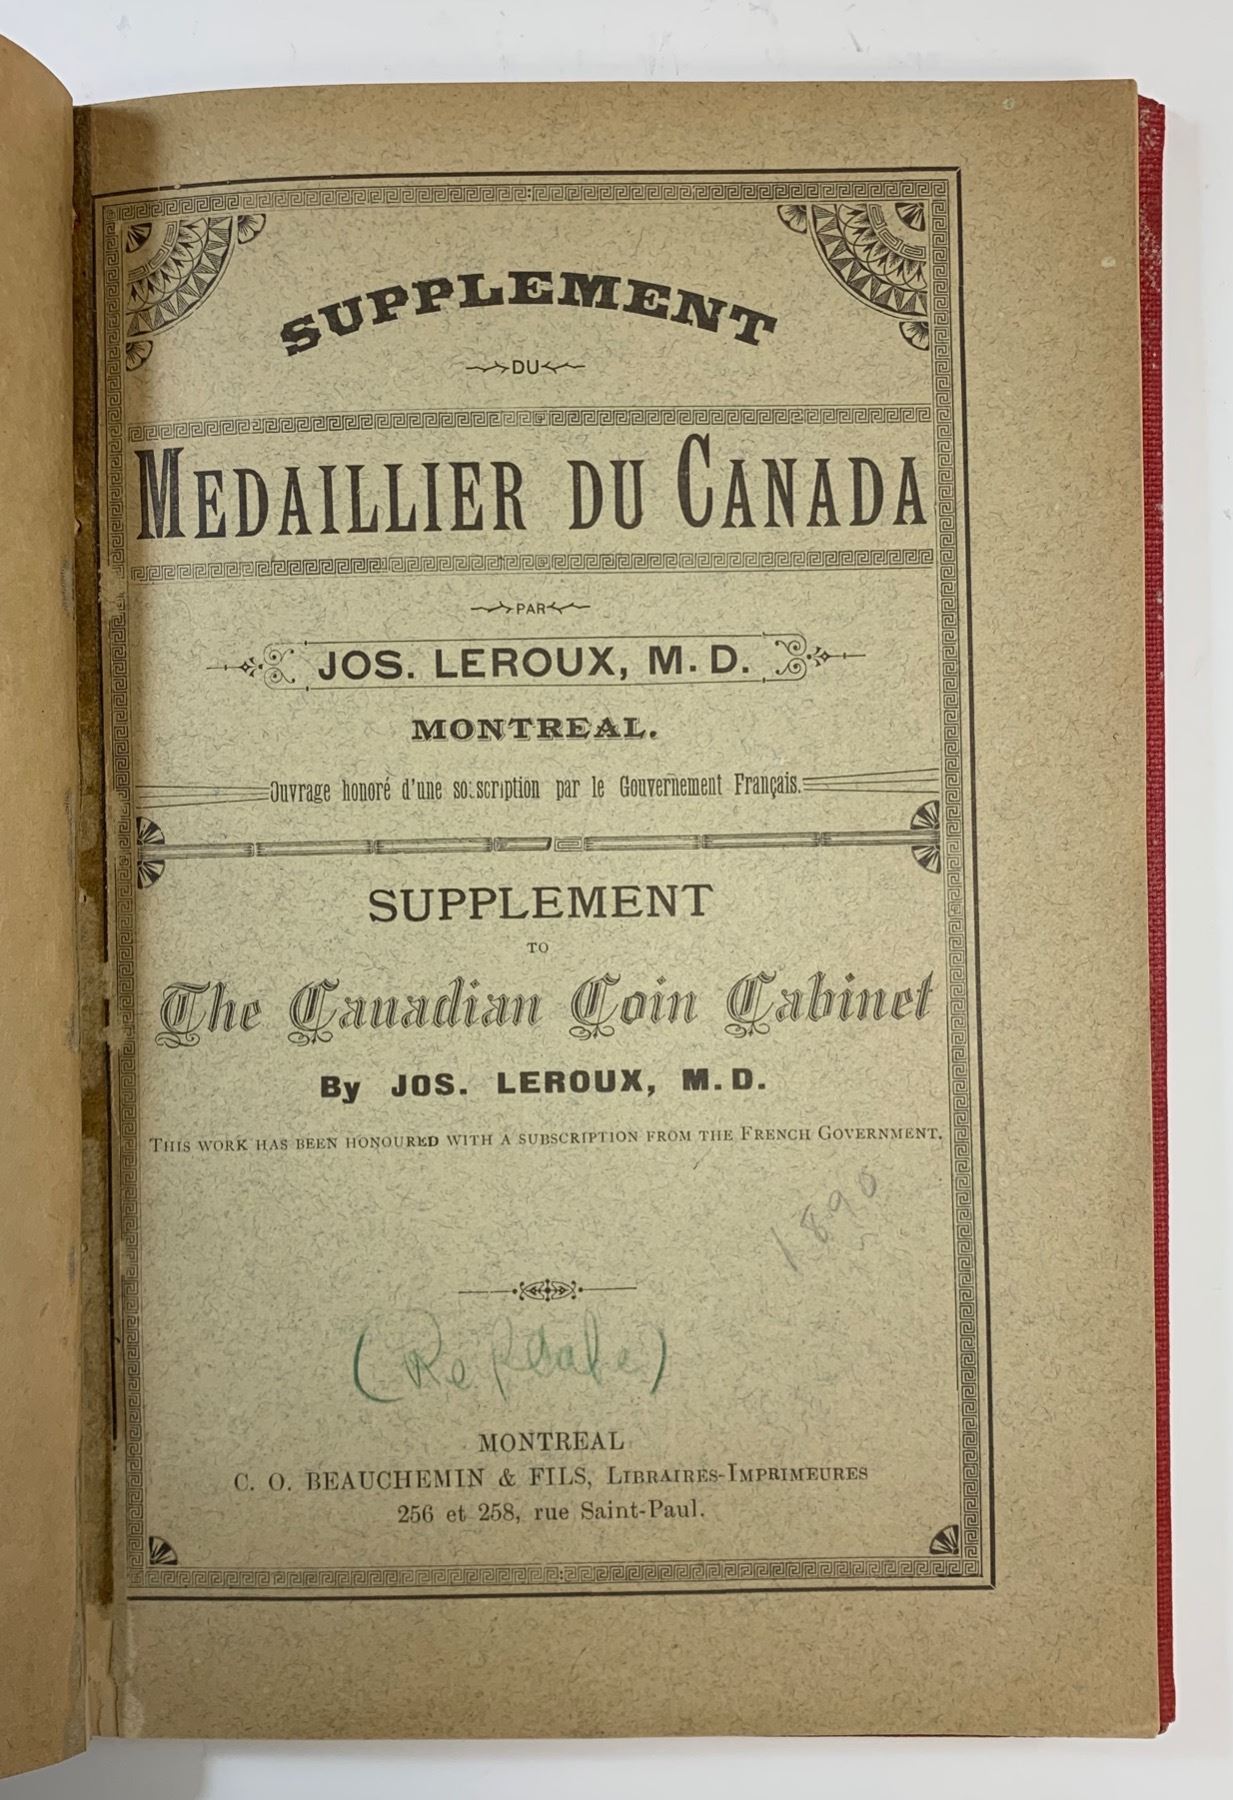 SUPPLEMENT
DU
MEDAILLIER DU CANADA
PAR
JOS. LEROUX, M. D.
MONTREAL.
Ouvrage honoré d'une souscription par le Gouvernement Français.
SUPPLEMENT
TO
The Canadian Coin Cabinet
By JOS. LEROUX, M. D.
THIS WORK HAS BEEN HONOURED WITH A SUBSCRIPTION FROM THE FRENCH GOVERNMENT.
1890
MONTREAL
C. O. BEAUCHEMIN & FILS, LIBRAIRES-IMPRIMEURES
256 et 258, rue Saint-Paul.